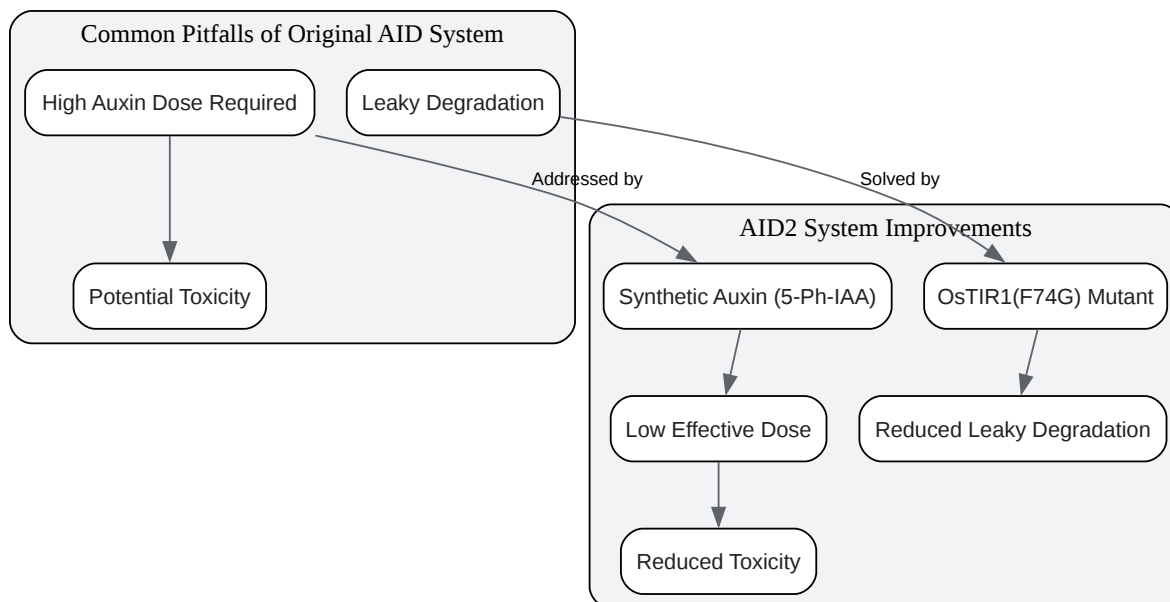 Common Pitfalls of Original AID System
High Auxin Dose Required
Leaky Degradation
Addressed by
Solved by
Potential Toxicity
AID2 System Improvements
Synthetic Auxin (5-Ph-IAA)
OsTIR1(F74G) Mutant
Low Effective Dose
Reduced Leaky Degradation
Reduced Toxicity